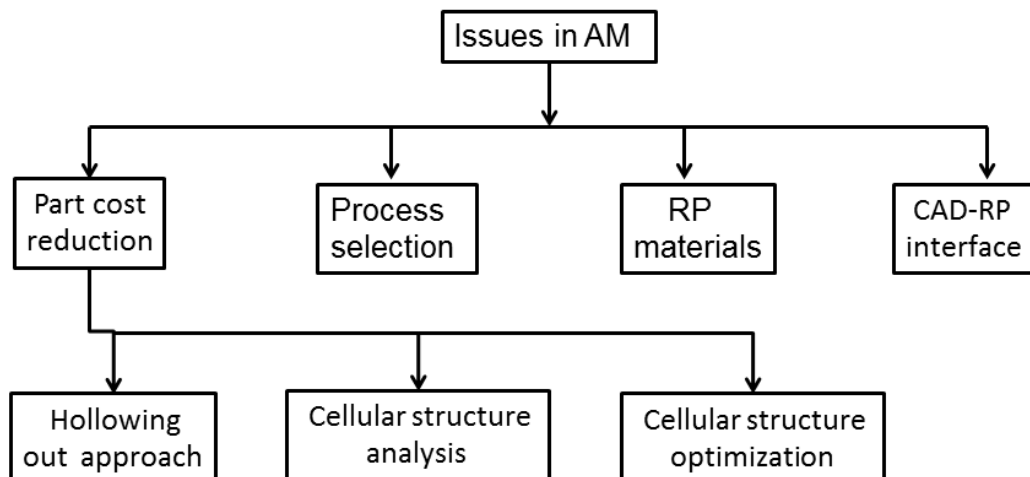 Issues in AM
Part cost
reduction
Process
selection
RP
materials
CAD-RP
interface
Hollowing
out approach
Cellular structure
analysis
Cellular structure
optimization